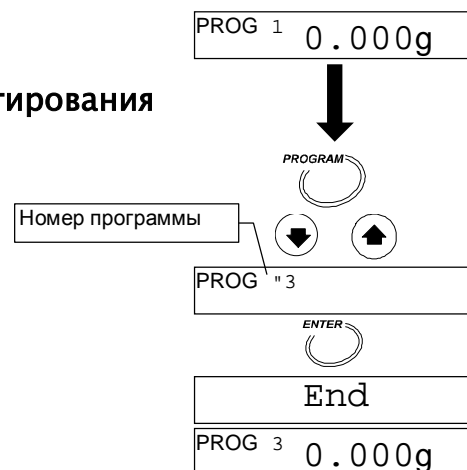 PROG 1 0.000g
тирования
PROGRAM
Номер программы
PROG "3
ENTER
End
PROG 3 0.000g